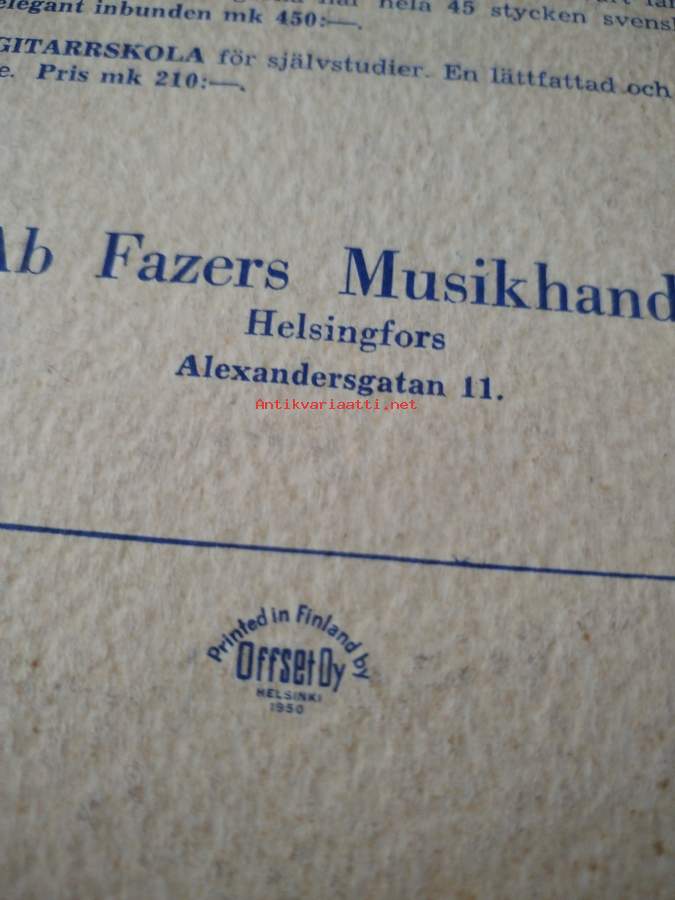 elegant inbunden mk 450:—.
hela 45 stycken svensk
GITARRSKOLA för självstudier. En lättfattad och
e. Pris mk 210:—.
Ab Fazers Musikhand
Helsingfors
Alexandersgatan 11.
Antikvariaatti.net
Printed in Finland by
Offset Oy
HELSINKI
1950